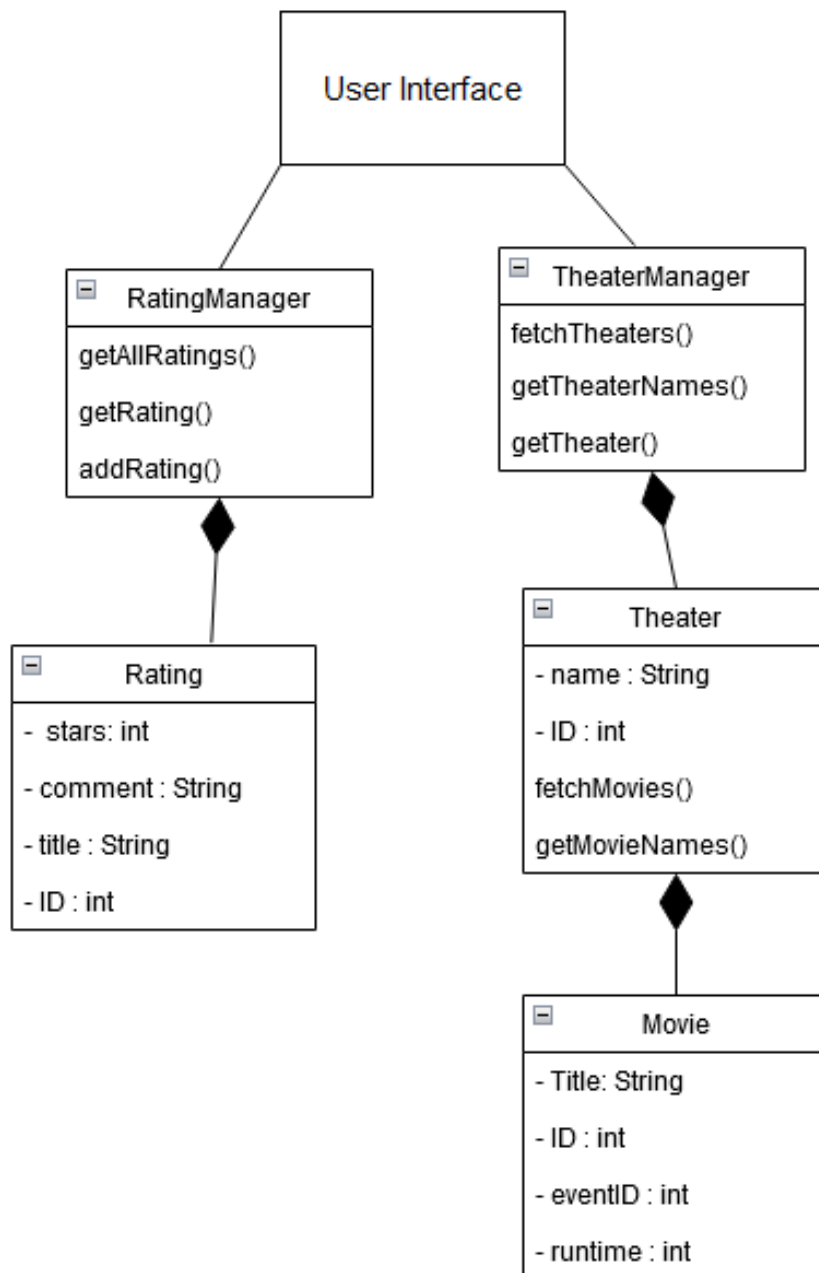 User Interface
RatingManager
getAllRatings()
getRating()
addRating()
TheaterManager
fetchTheaters()
getTheaterNames()
getTheater()
Rating
- stars: int
- comment : String
- title : String
- ID : int
Theater
- name : String
- ID : int
fetchMovies()
getMovieNames()
Movie
- Title: String
- ID : int
- eventID : int
- runtime : int